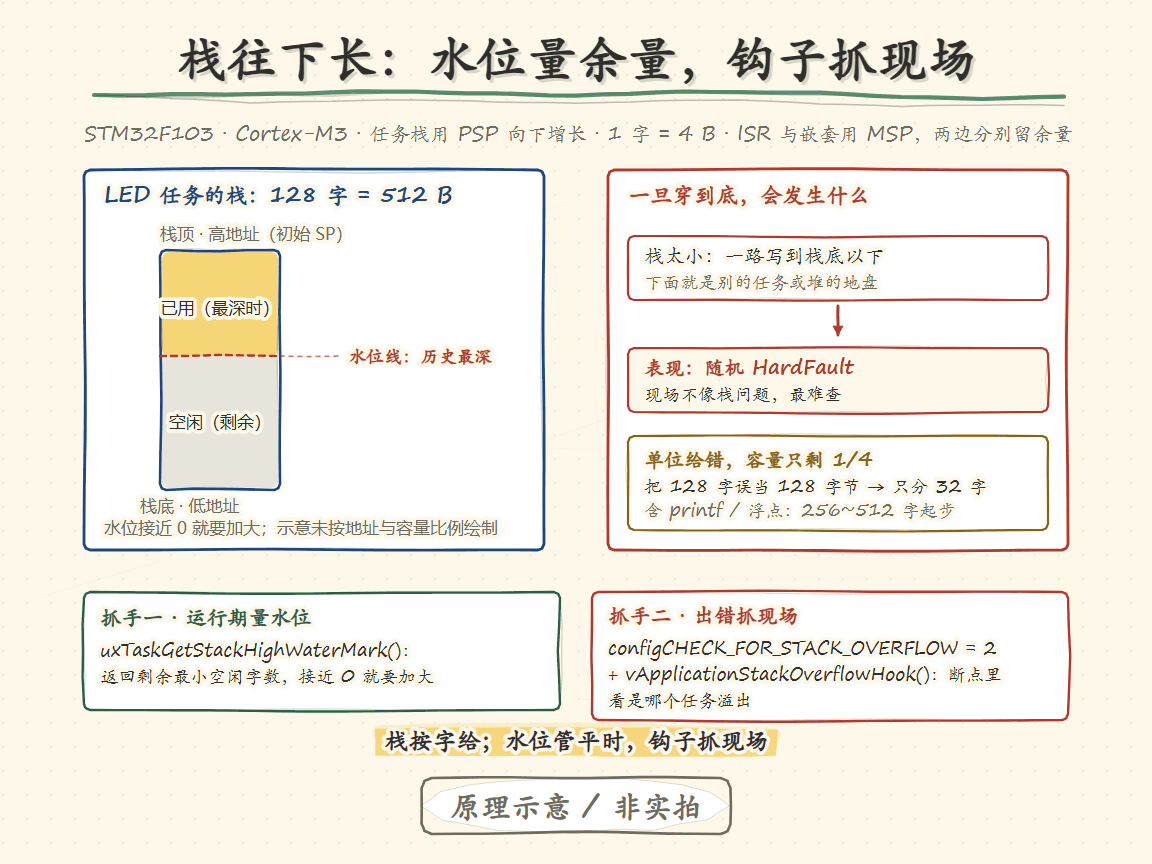 栈往下长：水位量余量，钩子抓现场
STM32F103 · Cortex-M3 · 任务栈用 PSP 向下增长 · 1 字 = 4 B · ISR 与嵌套用 MSP，两边分别留余量
LED 任务的栈：128 字 = 512 B
栈顶 · 高地址（初始 SP）
已用（最深时）
水位线：历史最深
空闲（剩余）
栈底 · 低地址
水位接近 0 就要加大；示意未按地址与容量比例绘制
一旦穿到底，会发生什么
栈太小：一路写到栈底以下
下面就是别的任务或堆的地盘
表现：随机 HardFault
现场不像栈问题，最难查
单位给错，容量只剩 1/4
把 128 字误当 128 字节 → 只分 32 字
含 printf / 浮点：256~512 字起步
抓手一 · 运行期量水位
uxTaskGetStackHighWaterMark()：
返回剩余最小空闲字数，接近 0 就要加大
抓手二 · 出错抓现场
configCHECK_FOR_STACK_OVERFLOW = 2
+ vApplicationStackOverflowHook()：断点里
看是哪个任务溢出
栈按字给；水位管平时，钩子抓现场
原理示意 / 非实拍